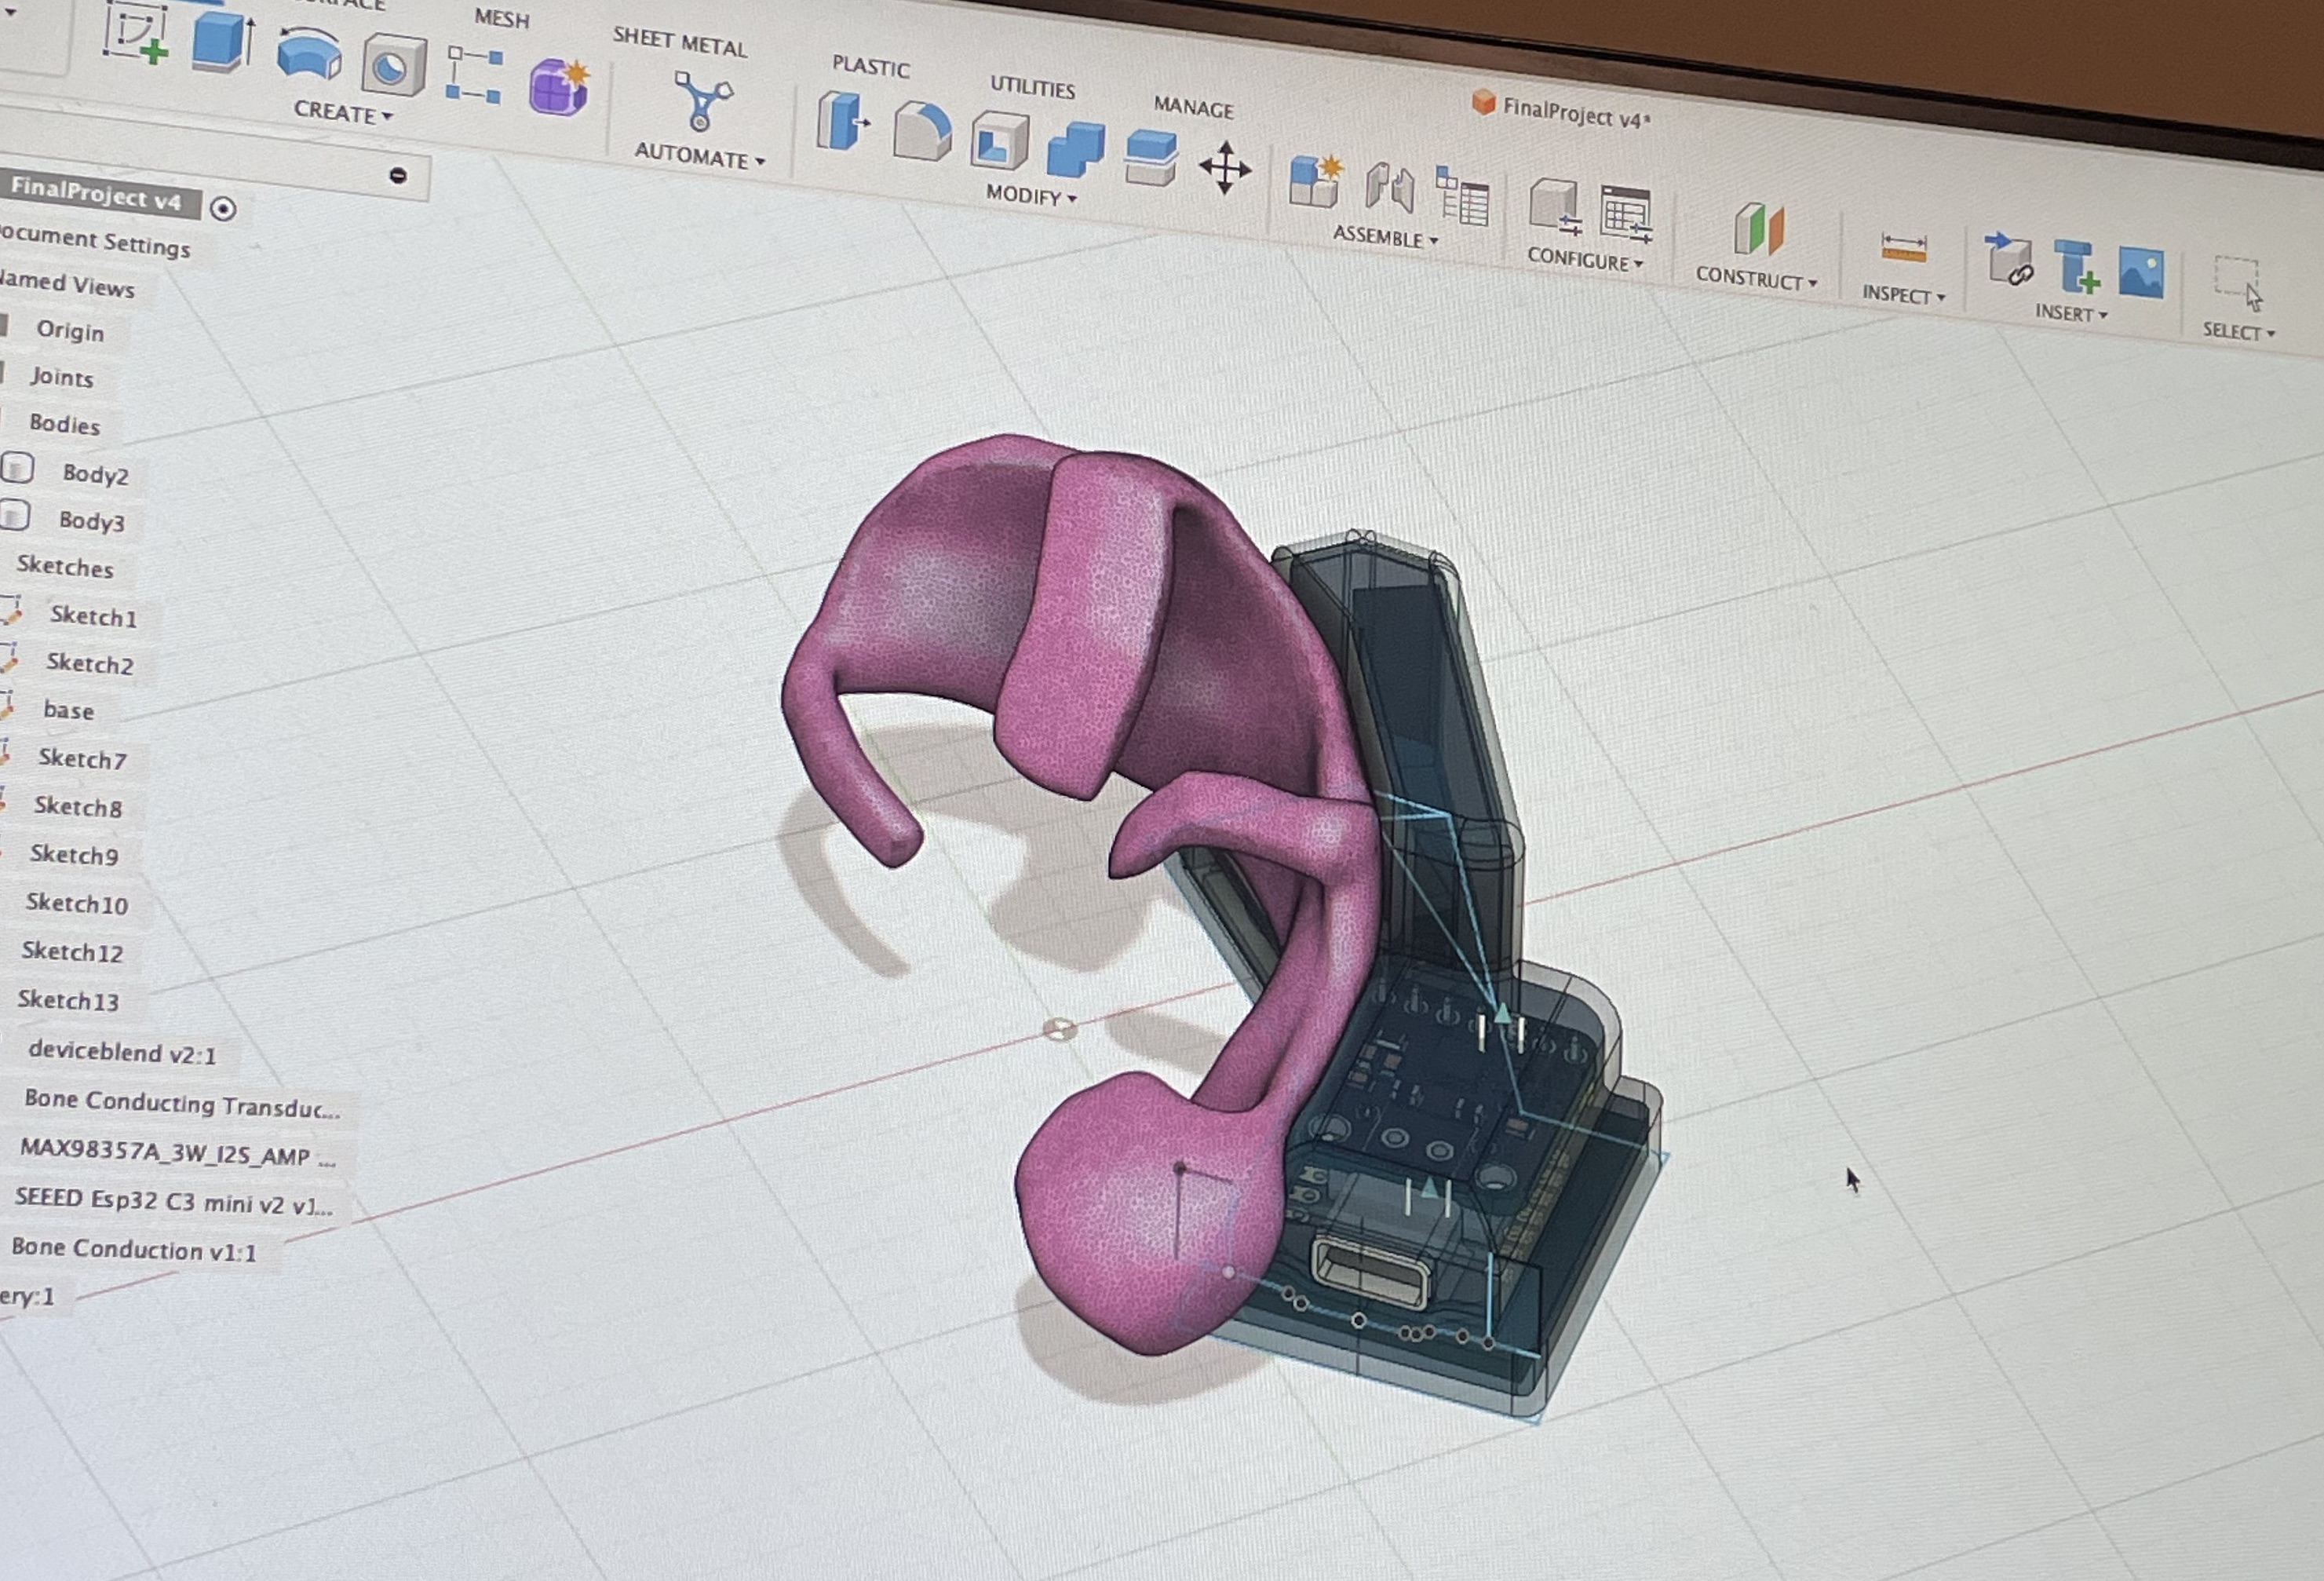 MESH
SHEET METAL
PLASTIC
UTILITIES
MANAGE
FinalProject v4*
CREATE
AUTOMATE
MODIFY
ASSEMBLE
CONFIGURE
CONSTRUCT
INSPECT
INSERT
SELECT
FinalProject v4
ocument Settings
Named Views
Origin
Joints
Bodies
Body2
Body3
Sketches
Sketch1
Sketch2
base
Sketch7
Sketch8
Sketch9
Sketch10
Sketch12
Sketch13
deviceblend v2:1
Bone Conducting Transduc...
MAX98357A_3W_I2S_AMP ...
SEEED Esp32 C3 mini v2 v1...
Bone Conduction v1:1
ery:1